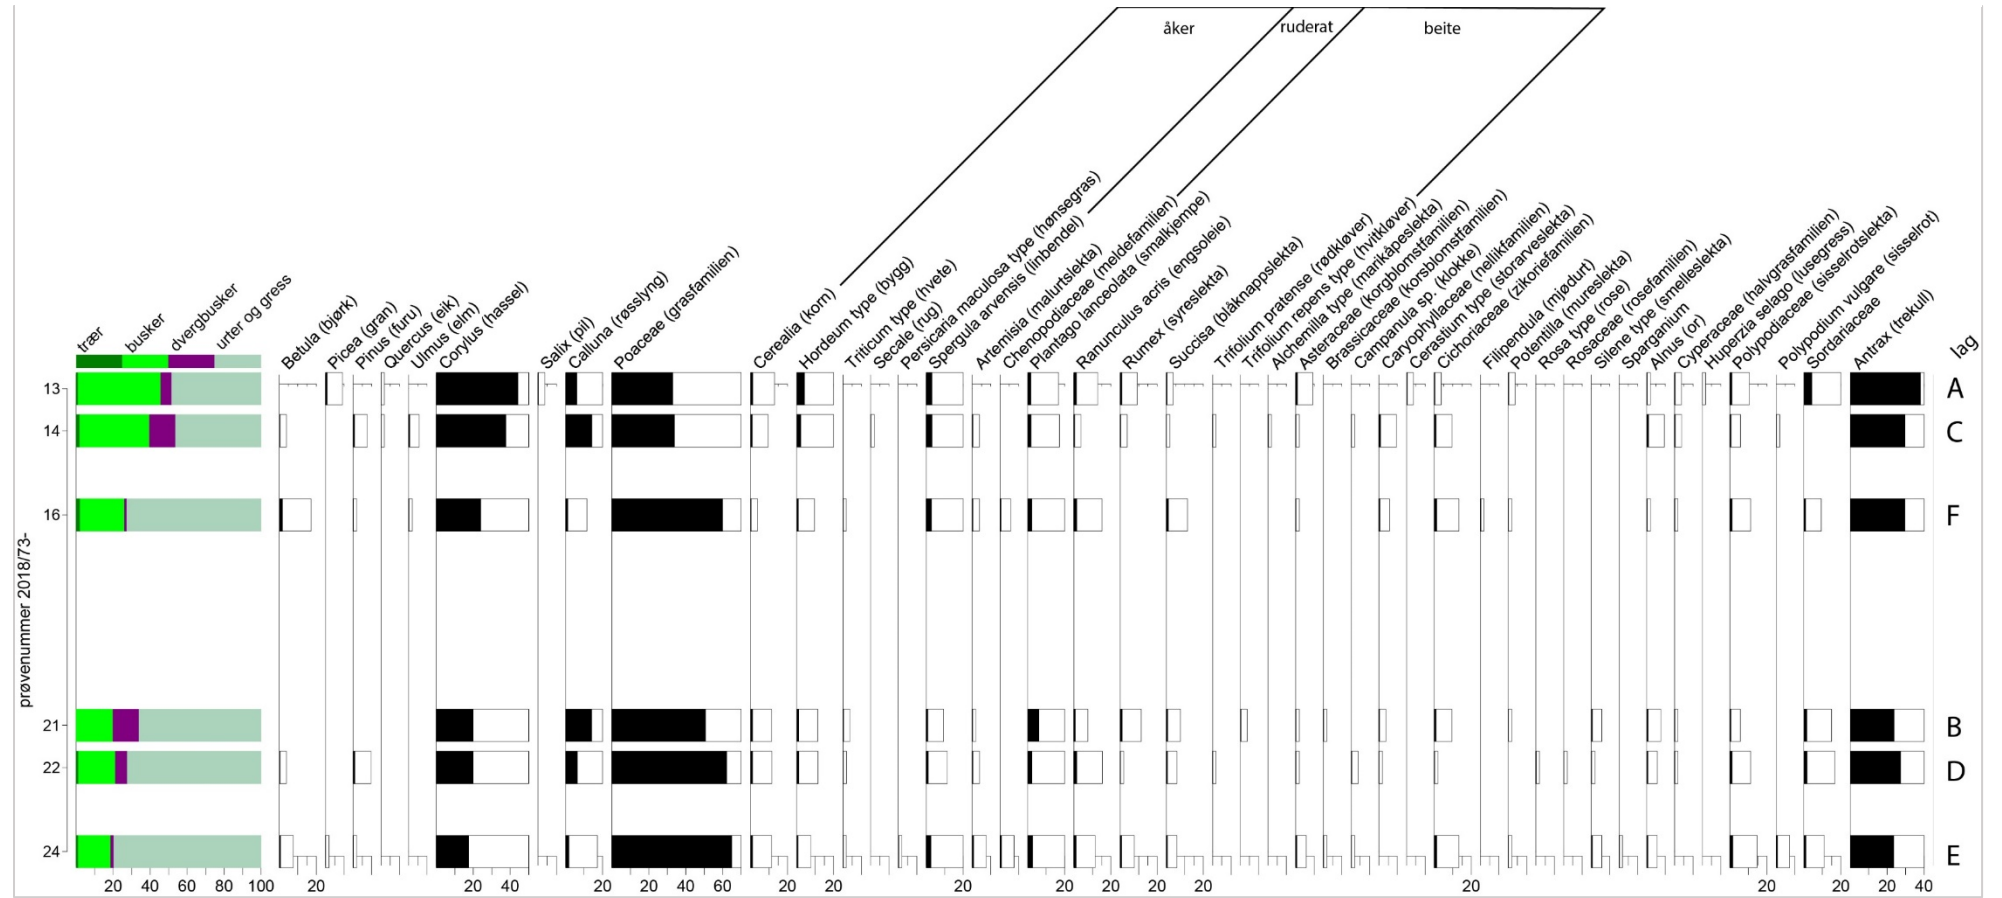 åker
ruderat
beite
trær
busker
dvergbusker
urter og gress
Betula (bjørk)
Picea (gran)
Pinus (furu)
Quercus (eik)
Ulmus (elm)
Corylus (hassel)
Salix (pil)
Calluna (røsslyng)
Poaceae (grasfamilien)
Cerealia (korn)
Hordeum type (bygg)
Triticum type (hvete)
Secale (rug)
Persicaria maculosa type (hønsegras)
Spergula arvensis (linbendel)
Artemisia (malurtslekta)
Chenopodiaceae (meldefamilien)
Plantago lanceolata (smalkjempe)
Ranunculus acris (engsoleie)
Rumex (syreslekta)
Succisa (blåknappslekta)
Trifolium pratense (rødkløver)
Trifolium repens type (hvitkløver)
Alchemilla type (marikåpeslekta)
Asteraceae (korgblomstfamilien)
Brassicaceae (korsblomstfamilien)
Campanula sp. (klokke)
Caryophyllaceae (nellikfamilien)
Cerastium type (storarveslekta)
Cichoriaceae (zikoriefamilien)
Filipendula (mjødurt)
Potentilla (mureslekta)
Rosa type (rose)
Rosaceae (rosefamilien)
Silene type (smelleslekta)
Sparganium
Alnus (or)
Cyperaceae (halvgrasfamilien)
Huperzia selago (lusegress)
Polypodiaceae (sisselrotslekta)
Polypodium vulgare (sisselrot)
Sordariaceae
Antrax (trekull)
lag
13 A
14 C
16 F
21 B
22 D
24 E
prøvenummer 2018/73-
20 40 60 80 100 20 20 40 20 20 40 60 20 20 20 20 20 20 20 20 20 20 20 40